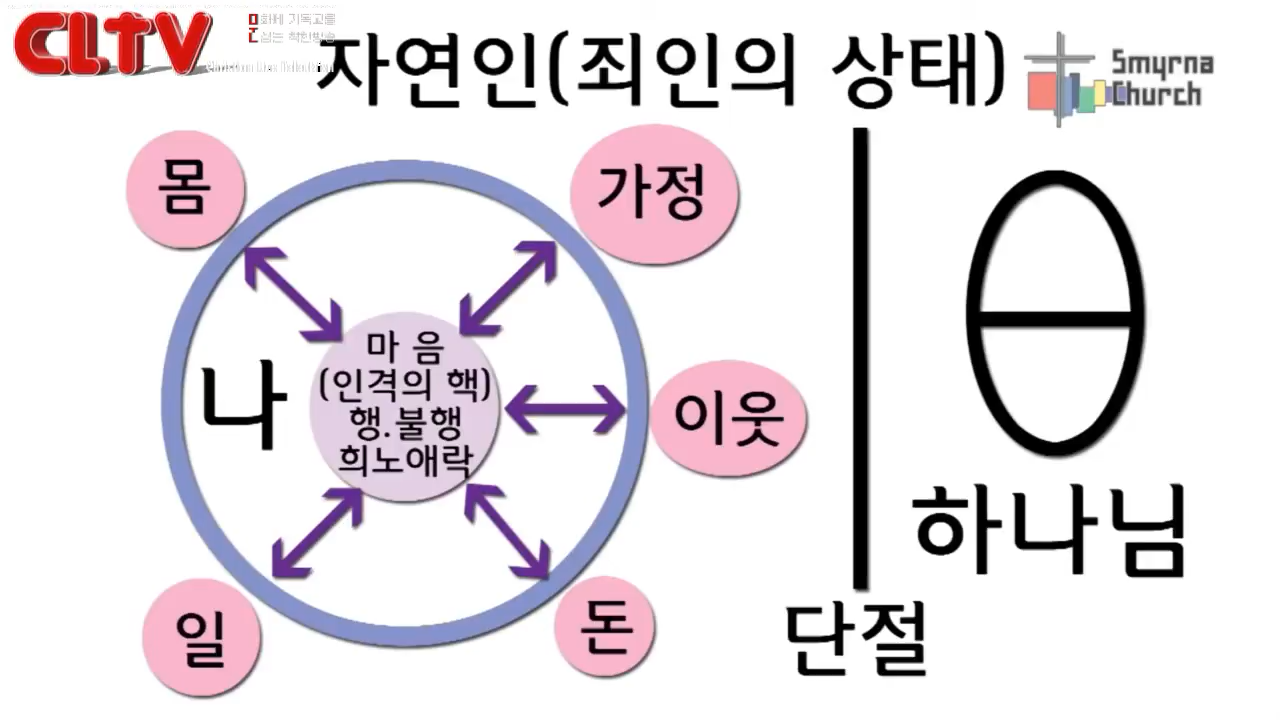 CLTV
자연인(죄인의 상태)
Smyrna
Church
몸
가정
마 음
(인격의 핵)
행.불행
희노애락
나
이웃
일
돈
θ
하나님
단절